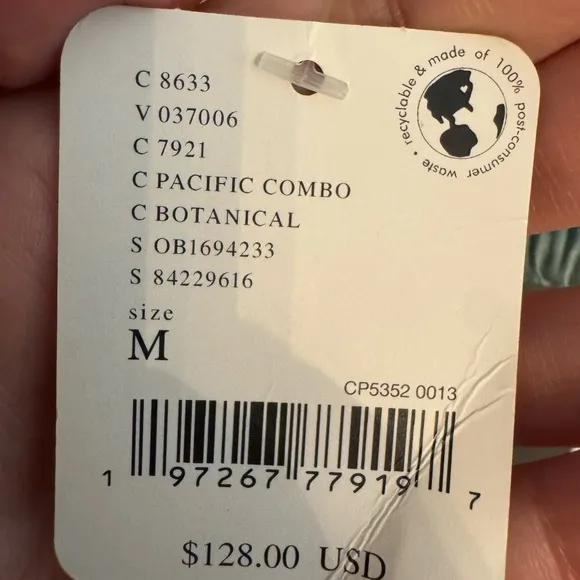 C 8633
V 037006
C 7921
C PACIFIC COMBO
C BOTANICAL
S OB1694233
S 84229616
size
M
recyclable & made of 100% post-consumer waste •
CP5352 0013
1 97267 77919 7
$128.00 USD